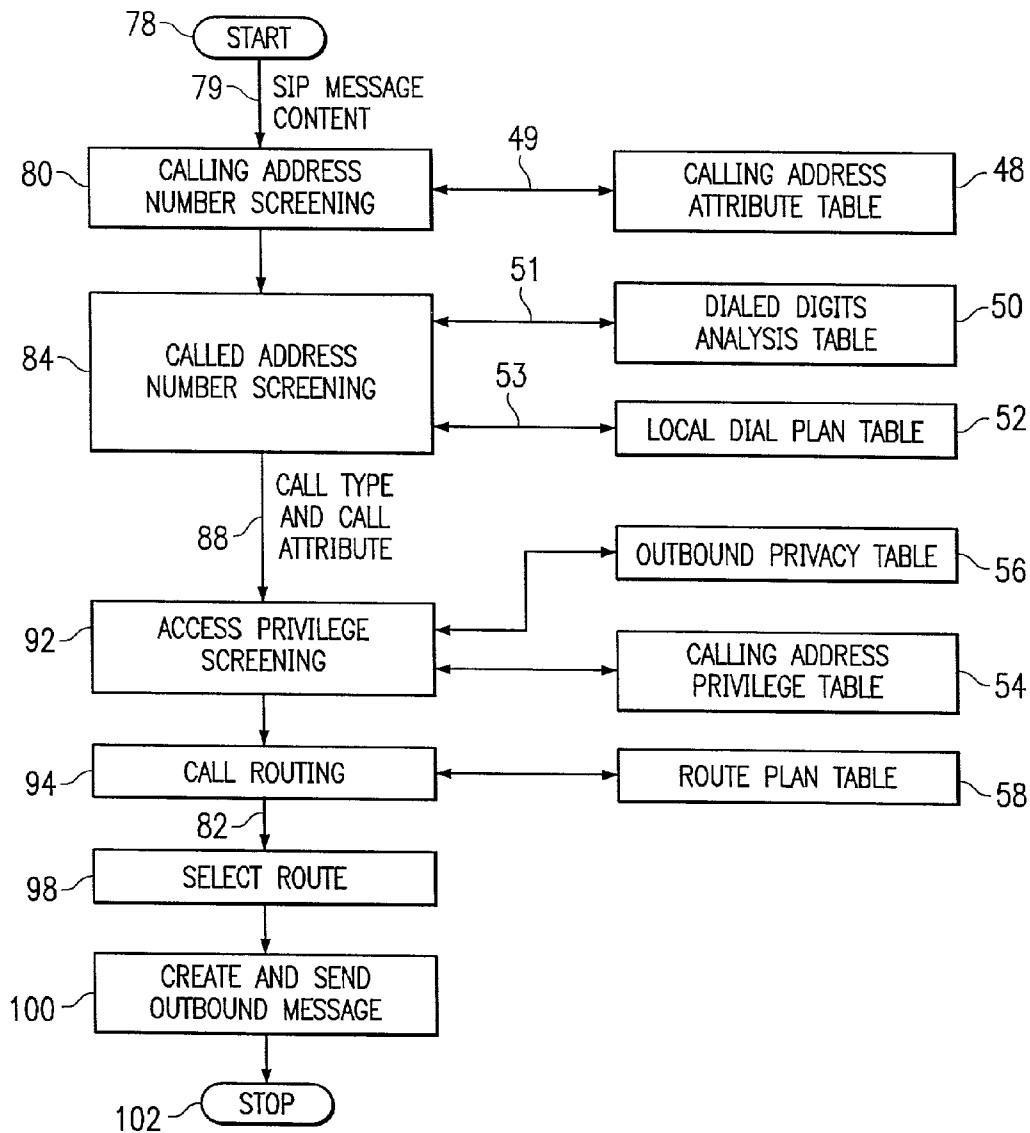 78
START
79
SIP MESSAGE
CONTENT
80
CALLING ADDRESS
NUMBER SCREENING
49
CALLING ADDRESS
ATTRIBUTE TABLE
48
84
CALLED ADDRESS
NUMBER SCREENING
51
DIALED DIGITS
ANALYSIS TABLE
50
53
LOCAL DIAL PLAN TABLE
52
88
CALL TYPE
AND CALL
ATTRIBUTE
OUTBOUND PRIVACY TABLE
56
92
ACCESS PRIVILEGE
SCREENING
CALLING ADDRESS
PRIVILEGE TABLE
54
94
CALL ROUTING
ROUTE PLAN TABLE
58
82
98
SELECT ROUTE
100
CREATE AND SEND
OUTBOUND MESSAGE
102
STOP